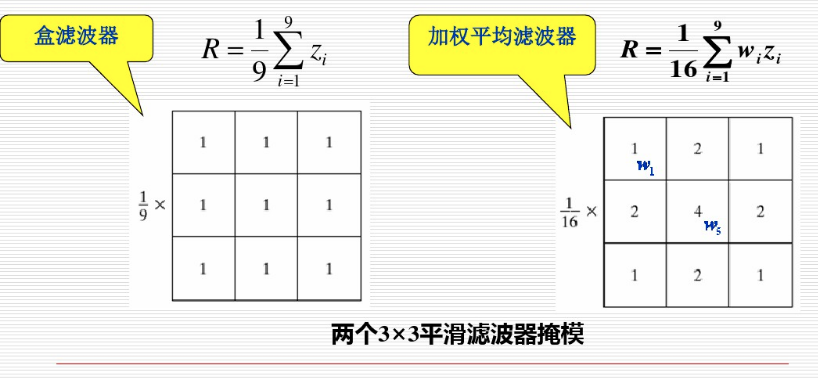 盒滤波器
R = \frac{1}{9} \sum_{i=1}^{9} z_i
加权平均滤波器
R = \frac{1}{16} \sum_{i=1}^{9} w_i z_i
\frac{1}{9} ×
1 1 1
1 1 1
1 1 1
\frac{1}{16} ×
1 w_1 2 1
2 4 w_5 2
1 2 1
两个3×3平滑滤波器掩模